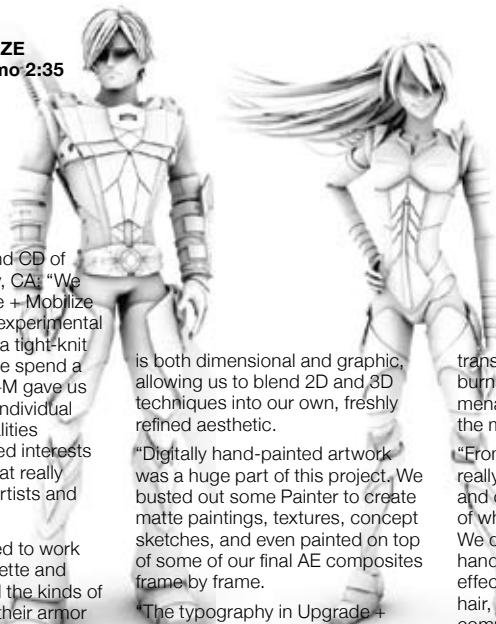 ZE
mo 2:35
nd CD of
, CA: “We
e + Mobilize
experimental
a tight-knit
e spend a
-M gave us
individual
lities
ed interests
at really
rtists and
ed to work
ette and
d the kinds of
their armor
is both dimensional and graphic,
allowing us to blend 2D and 3D
techniques into our own, freshly
refined aesthetic.
“Digitally hand-painted artwork
was a huge part of this project. We
busted out some Painter to create
matte paintings, textures, concept
sketches, and even painted on top
of some of our final AE composites
frame by frame.
“The typography in Upgrade +
trans
burn
mena
the m
“From
really
and c
of wh
We d
hand
effec
hair,